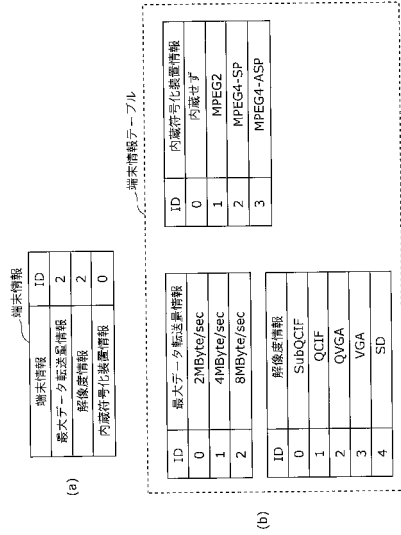 端末情報
端末情報 ID
最大データ転送量情報 2
解像度情報 2
内蔵符号化装置情報 0
(a)
端末情報テーブル
ID 最大データ転送量情報
0 2MByte/sec
1 4MByte/sec
2 8MByte/sec
ID 内蔵符号化装置情報
0 内蔵せず
1 MPEG2
2 MPEG4-SP
3 MPEG4-ASP
ID 解像度情報
0 SubQCIF
1 QCIF
2 QVGA
3 VGA
4 SD
(b)